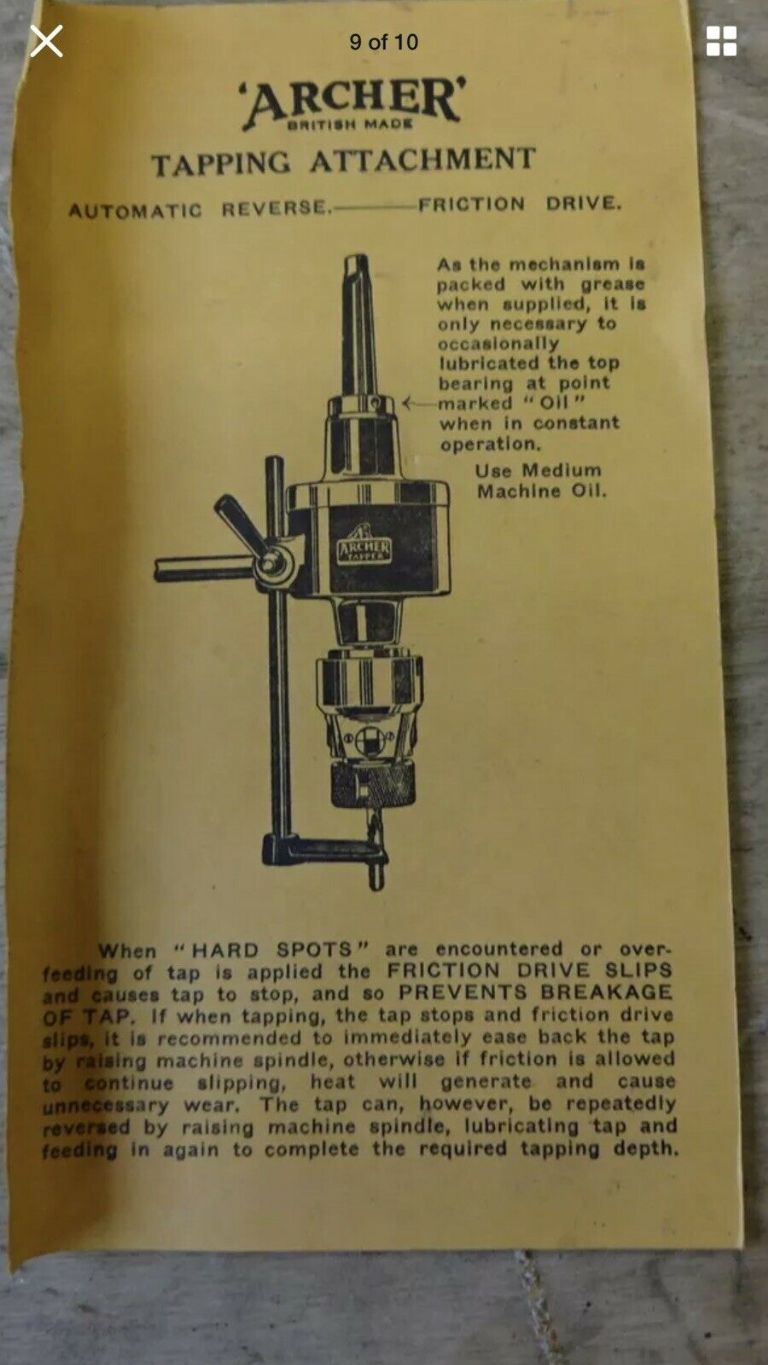 9 of 10
‘ARCHER’
BRITISH MADE
TAPPING ATTACHMENT
AUTOMATIC REVERSE.——FRICTION DRIVE.
As the mechanism is
packed with grease
when supplied, it is
only necessary to
occasionally
lubricated the top
bearing at point
marked “Oil”
when in constant
operation.
Use Medium
Machine Oil.
ARCHER
TAPPER
When “HARD SPOTS” are encountered or over-
feeding of tap is applied the FRICTION DRIVE SLIPS
and causes tap to stop, and so PREVENTS BREAKAGE
OF TAP. If when tapping, the tap stops and friction drive
slips, it is recommended to immediately ease back the tap
by raising machine spindle, otherwise if friction is allowed
to continue slipping, heat will generate and cause
unnecessary wear. The tap can, however, be repeatedly
reversed by raising machine spindle, lubricating tap and
feeding in again to complete the required tapping depth.